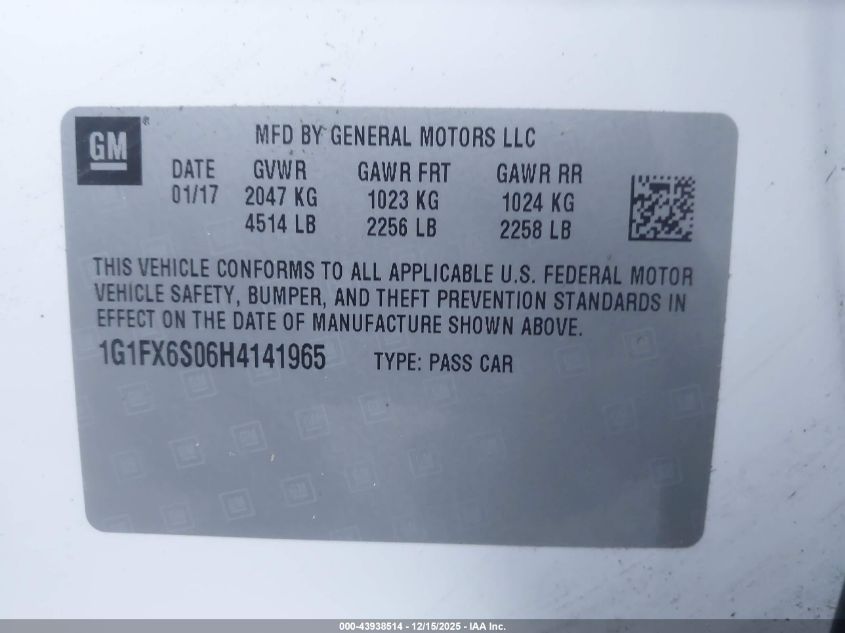 GM®
MFD BY GENERAL MOTORS LLC
DATE GVWR GAWR FRT GAWR RR
01/17 2047 KG 1023 KG 1024 KG
4514 LB 2256 LB 2258 LB
THIS VEHICLE CONFORMS TO ALL APPLICABLE U.S. FEDERAL MOTOR
VEHICLE SAFETY, BUMPER, AND THEFT PREVENTION STANDARDS IN
EFFECT ON THE DATE OF MANUFACTURE SHOWN ABOVE.
1G1FX6S06H4141965 TYPE: PASS CAR
000-43938514 - 12/15/2025 - IAA Inc.